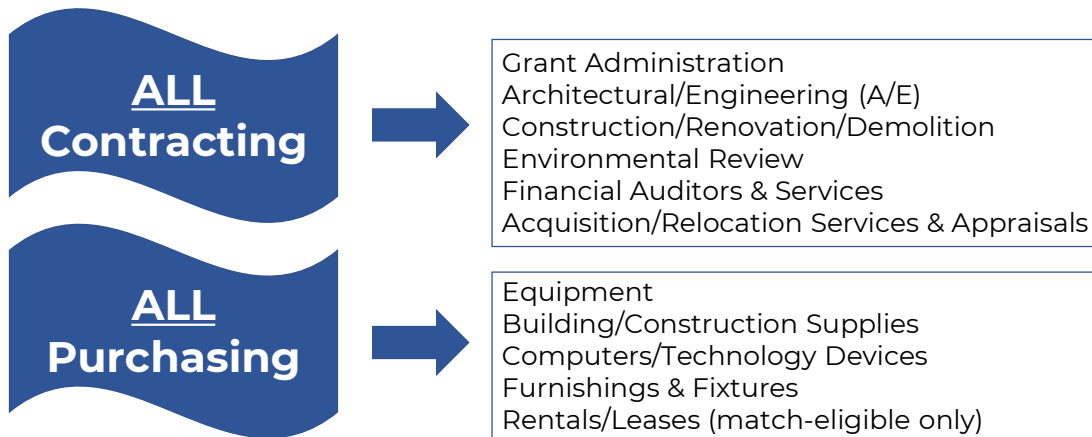 ALL
Contracting
Grant Administration
Architectural/Engineering (A/E)
Construction/Renovation/Demolition
Environmental Review
Financial Auditors & Services
Acquisition/Relocation Services & Appraisals
ALL
Purchasing
Equipment
Building/Construction Supplies
Computers/Technology Devices
Furnishings & Fixtures
Rentals/Leases (match-eligible only)